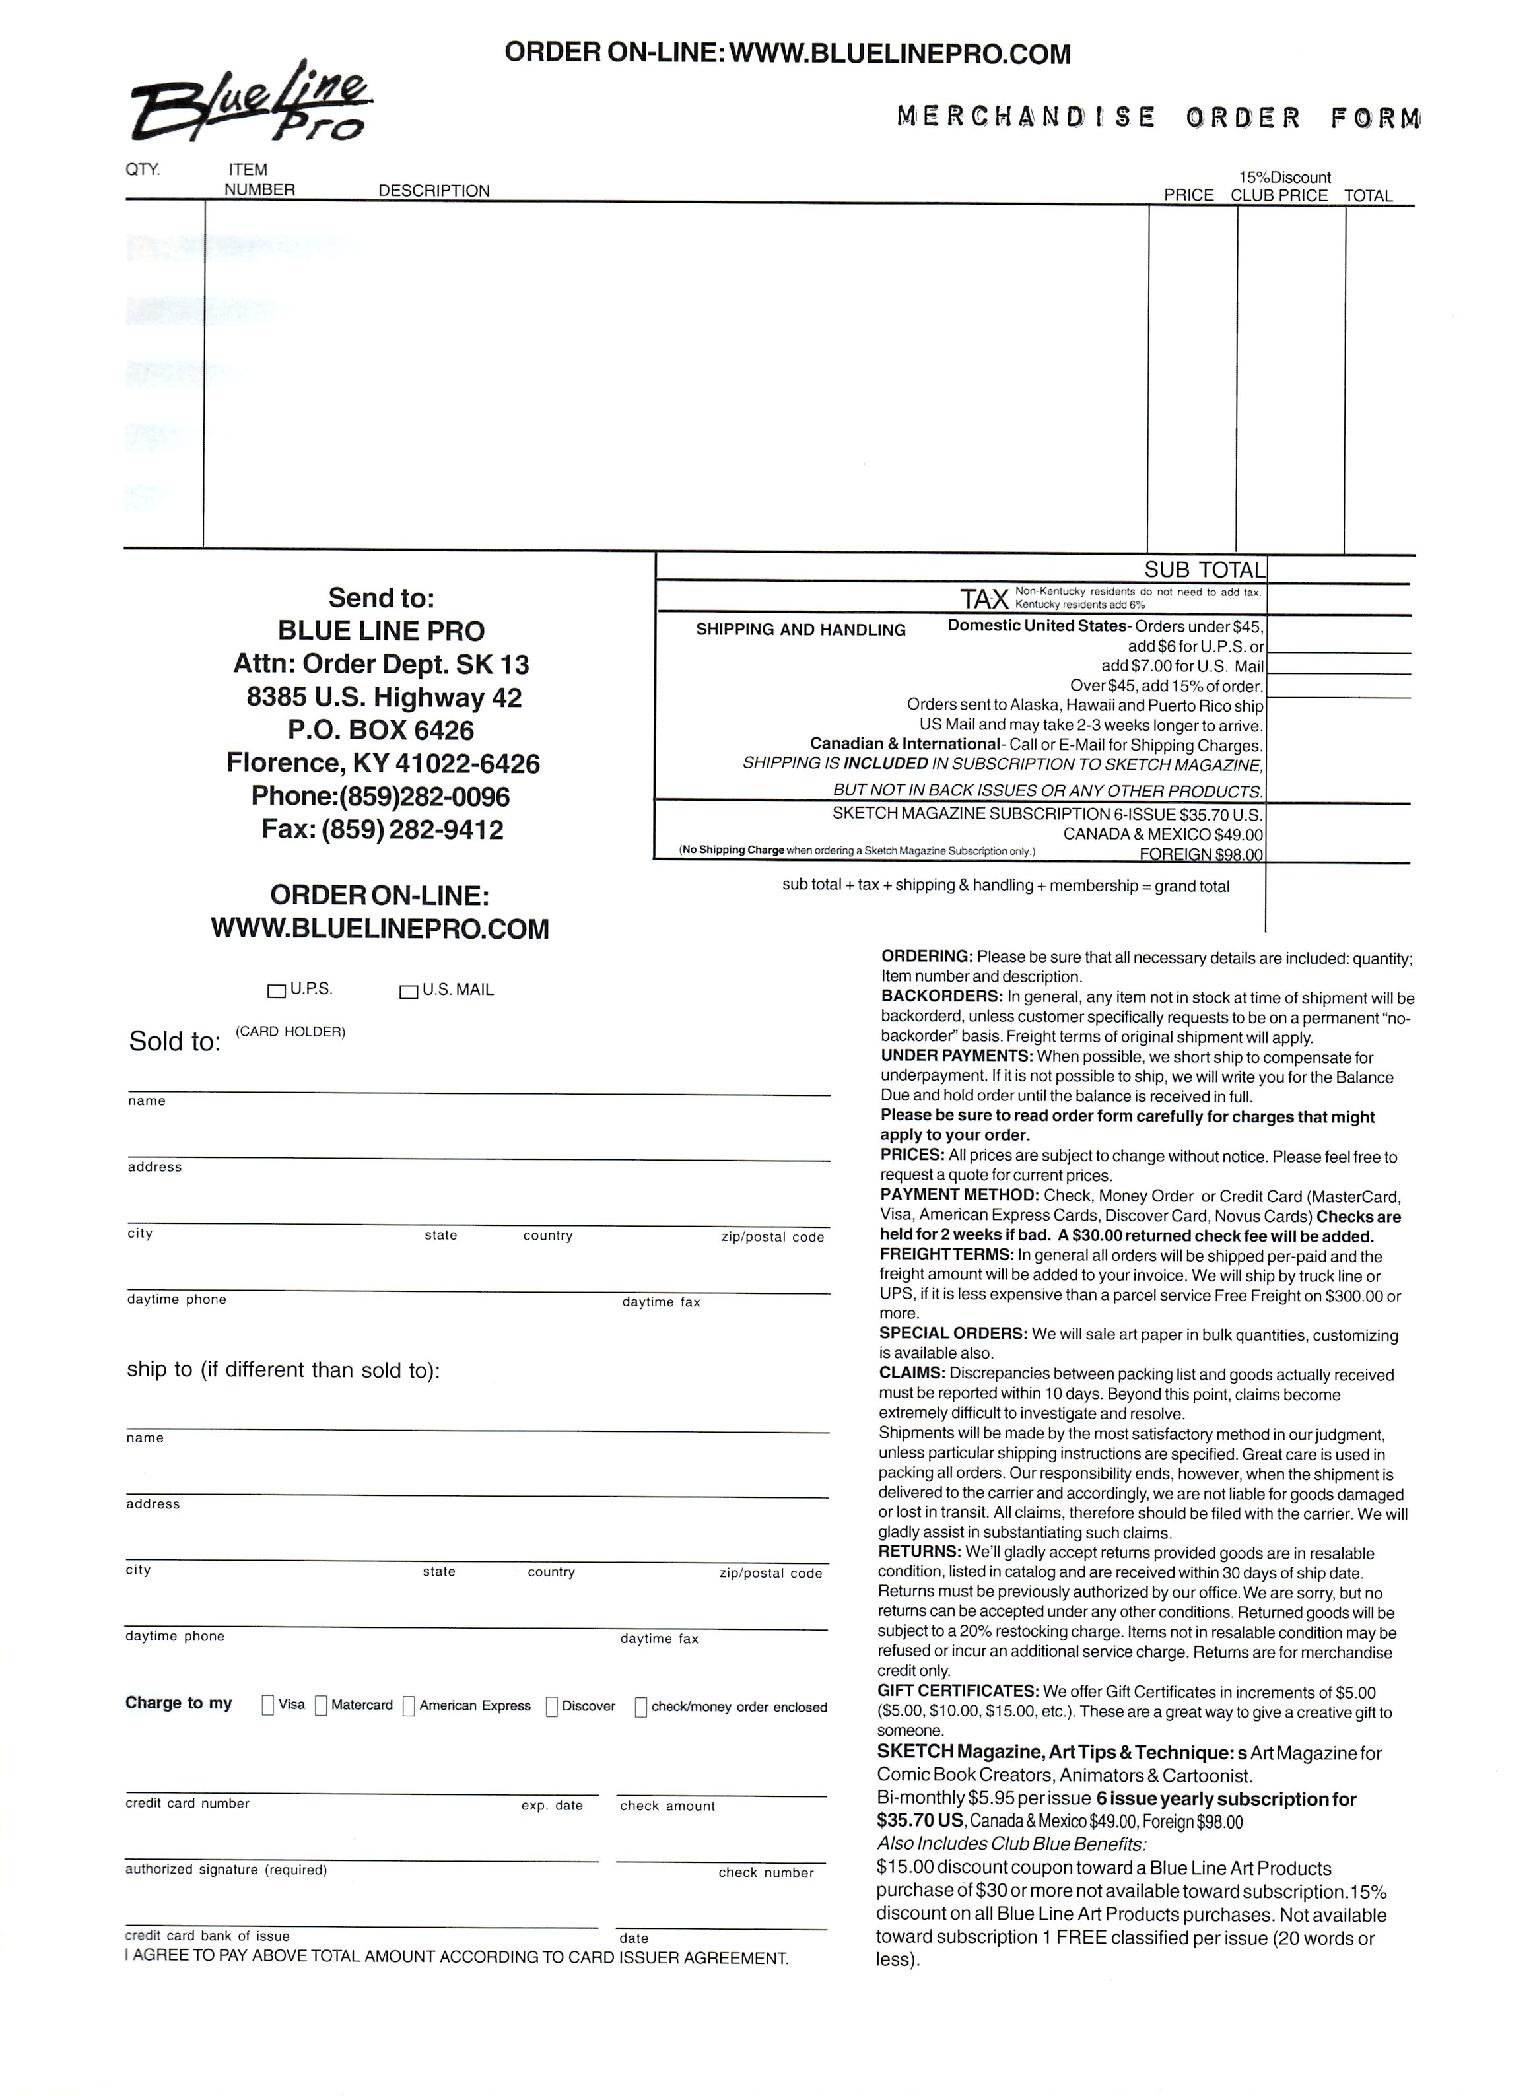 ORDER ON-LINE: WWW.BLUELINEPRO.COM
Blue Line
Pro
MERCHANDISE ORDER FORM
QTY. ITEM
NUMBER DESCRIPTION
15%Discount
PRICE CLUB PRICE TOTAL
SUB TOTAL
TAX Non-Kentucky residents do not need to add tax.
Kentucky residents add 6%
SHIPPING AND HANDLING Domestic United States- Orders under $45,
add $6 for U.P.S. or
add $7.00 for U.S. Mail
Over $45, add 15% of order.
Orders sent to Alaska, Hawaii and Puerto Rico ship
US Mail and may take 2-3 weeks longer to arrive.
Canadian & International- Call or E-Mail for Shipping Charges.
SHIPPING IS INCLUDED IN SUBSCRIPTION TO SKETCH MAGAZINE,
BUT NOT IN BACK ISSUES OR ANY OTHER PRODUCTS.
SKETCH MAGAZINE SUBSCRIPTION 6-ISSUE $35.70 U.S.
CANADA & MEXICO $49.00
(No Shipping Charge when ordering a Sketch Magazine Subscription only.) FOREIGN $98.00
sub total + tax + shipping & handling + membership = grand total
Send to:
BLUE LINE PRO
Attn: Order Dept. SK 13
8385 U.S. Highway 42
P.O. BOX 6426
Florence, KY 41022-6426
Phone:(859)282-0096
Fax: (859) 282-9412
ORDER ON-LINE:
WWW.BLUELINEPRO.COM
U.P.S. U.S. MAIL
Sold to: (CARD HOLDER)
name
address
city state country zip/postal code
daytime phone daytime fax
ship to (if different than sold to):
name
address
city state country zip/postal code
daytime phone daytime fax
Charge to my Visa Matercard American Express Discover check/money order enclosed
credit card number exp. date check amount
authorized signature (required) check number
credit card bank of issue date
I AGREE TO PAY ABOVE TOTAL AMOUNT ACCORDING TO CARD ISSUER AGREEMENT.
ORDERING: Please be sure that all necessary details are included: quantity;
Item number and description.
BACKORDERS: In general, any item not in stock at time of shipment will be
backorderd, unless customer specifically requests to be on a permanent "no-
backorder" basis. Freight terms of original shipment will apply.
UNDER PAYMENTS: When possible, we short ship to compensate for
underpayment. If it is not possible to ship, we will write you for the Balance
Due and hold order until the balance is received in full.
Please be sure to read order form carefully for charges that might
apply to your order.
PRICES: All prices are subject to change without notice. Please feel free to
request a quote for current prices.
PAYMENT METHOD: Check, Money Order or Credit Card (MasterCard,
Visa, American Express Cards, Discover Card, Novus Cards) Checks are
held for 2 weeks if bad. A $30.00 returned check fee will be added.
FREIGHT TERMS: In general all orders will be shipped per-paid and the
freight amount will be added to your invoice. We will ship by truck line or
UPS, if it is less expensive than a parcel service Free Freight on $300.00 or
more.
SPECIAL ORDERS: We will sale art paper in bulk quantities, customizing
is available also.
CLAIMS: Discrepancies between packing list and goods actually received
must be reported within 10 days. Beyond this point, claims become
extremely difficult to investigate and resolve.
Shipments will be made by the most satisfactory method in our judgment,
unless particular shipping instructions are specified. Great care is used in
packing all orders. Our responsibility ends, however, when the shipment is
delivered to the carrier and accordingly, we are not liable for goods damaged
or lost in transit. All claims, therefore should be filed with the carrier. We will
gladly assist in substantiating such claims.
RETURNS: We'll gladly accept returns provided goods are in resalable
condition, listed in catalog and are received within 30 days of ship date.
Returns must be previously authorized by our office. We are sorry, but no
returns can be accepted under any other conditions. Returned goods will be
subject to a 20% restocking charge. Items not in resalable condition may be
refused or incur an additional service charge. Returns are for merchandise
credit only.
GIFT CERTIFICATES: We offer Gift Certificates in increments of $5.00
($5.00, $10.00, $15.00, etc.). These are a great way to give a creative gift to
someone.
SKETCH Magazine, Art Tips & Technique: s Art Magazine for
Comic Book Creators, Animators & Cartoonist.
Bi-monthly $5.95 per issue 6 issue yearly subscription for
$35.70 US, Canada & Mexico $49.00, Foreign $98.00
Also Includes Club Blue Benefits:
$15.00 discount coupon toward a Blue Line Art Products
purchase of $30 or more not available toward subscription.15%
discount on all Blue Line Art Products purchases. Not available
toward subscription 1 FREE classified per issue (20 words or
less).